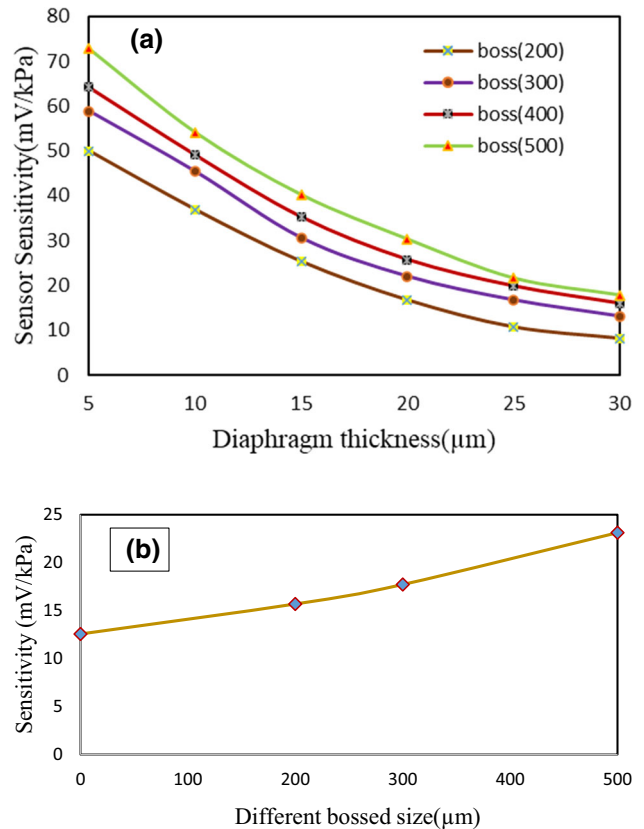 (a)
boss(200)
boss(300)
boss(400)
boss(500)
Sensor Sensitivity(mV/kPa)
80
70
60
50
40
30
20
10
0
5 10 15 20 25 30
Diaphragm thickness(µm)
(b)
Sensitivity (mV/kPa)
25
20
15
10
5
0
0 100 200 300 400 500
Different bossed size(µm)